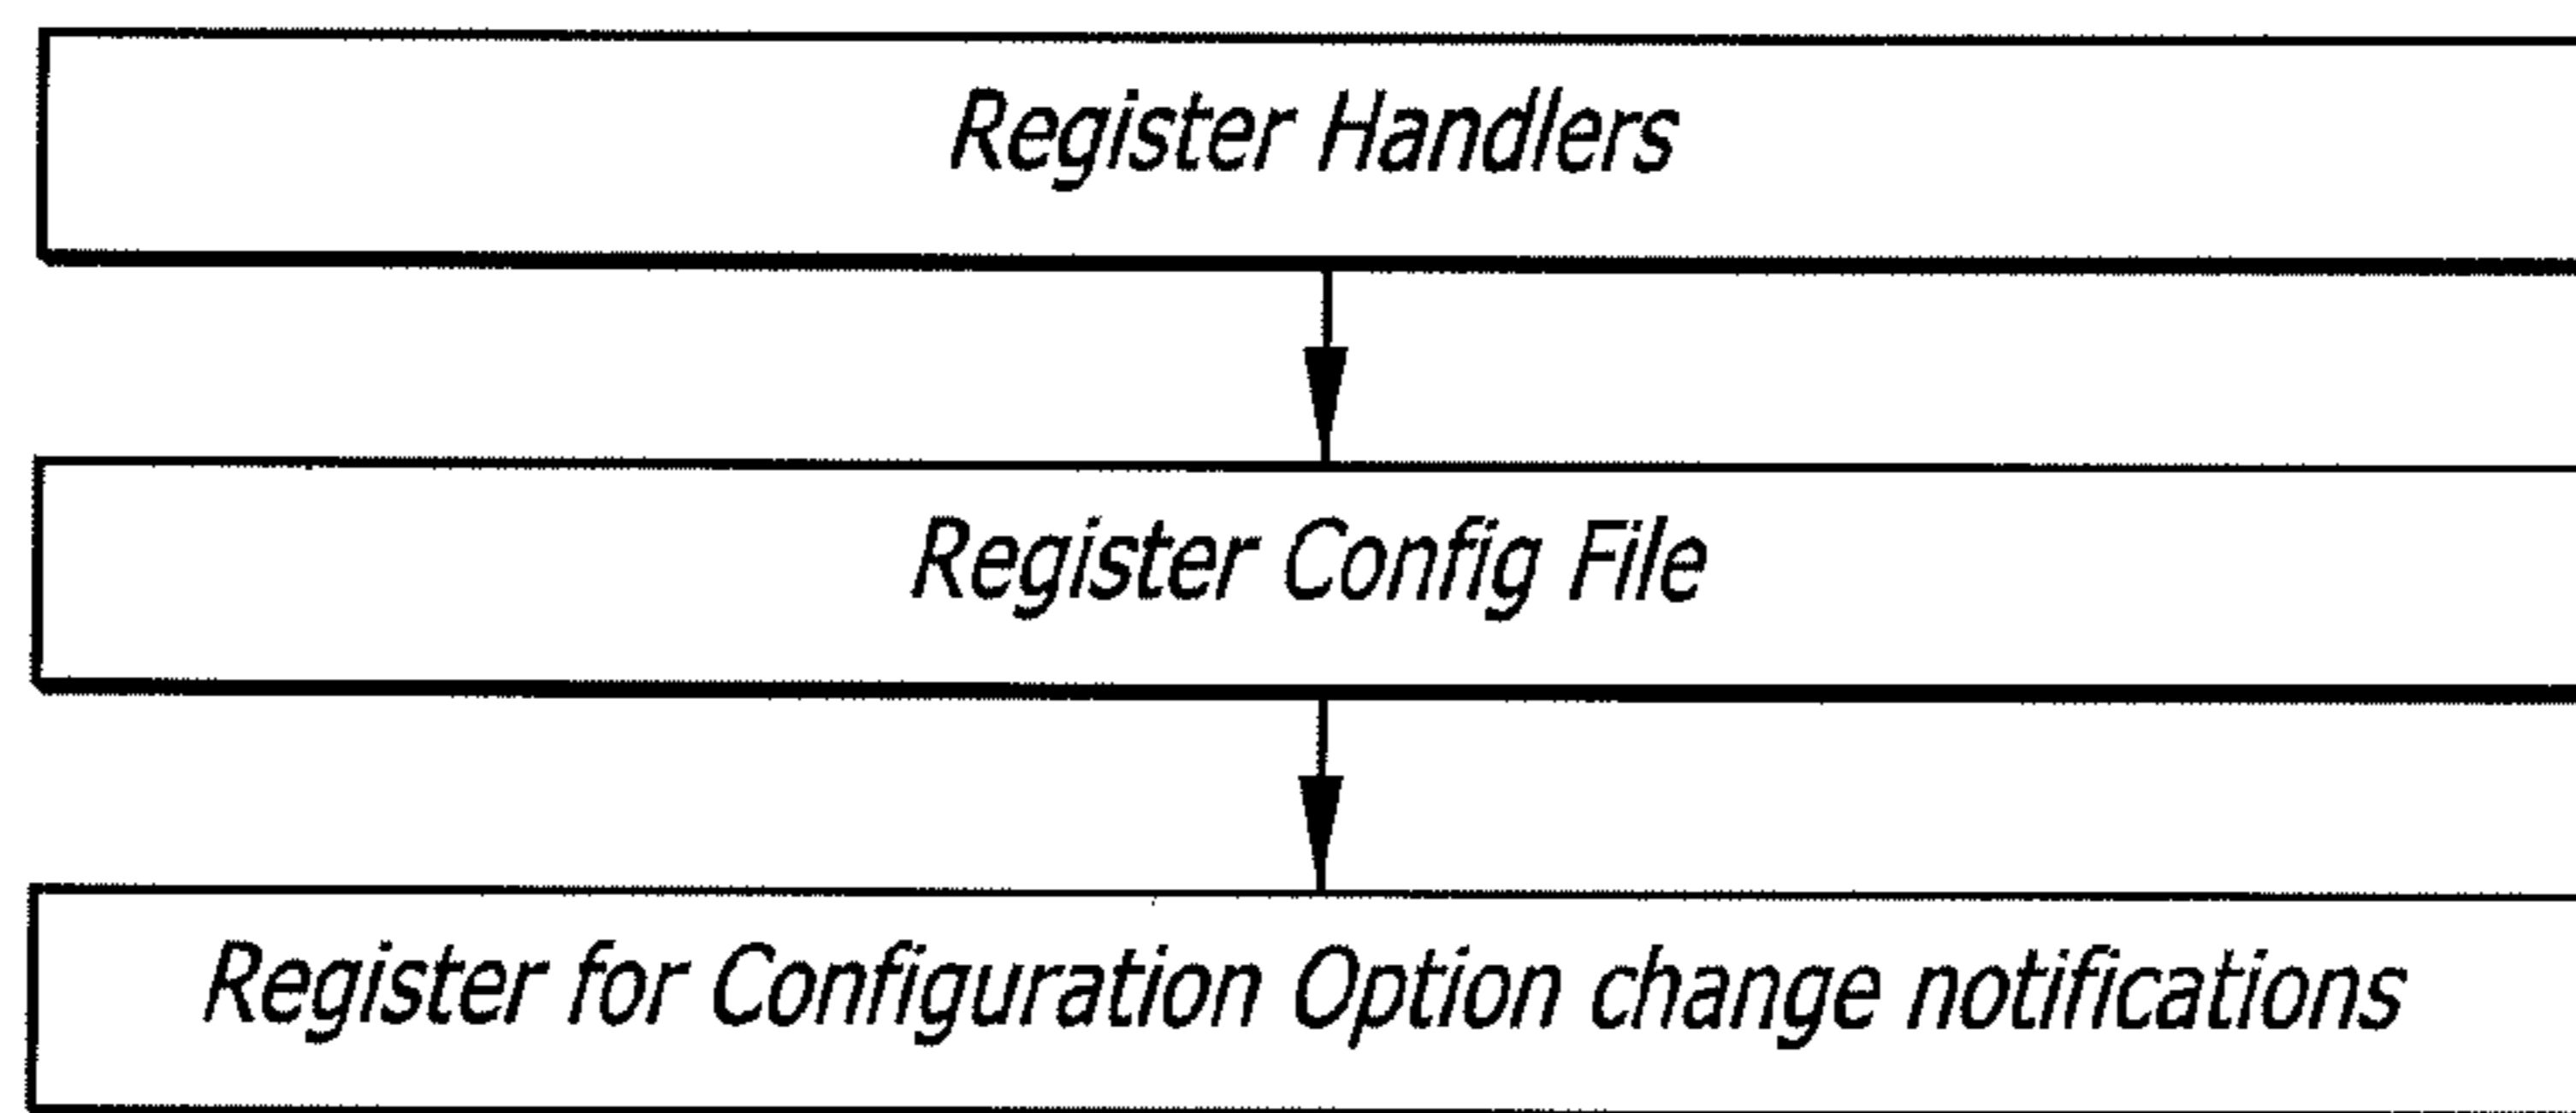 Register Handlers
Register Config File
Register for Configuration Option change notifications